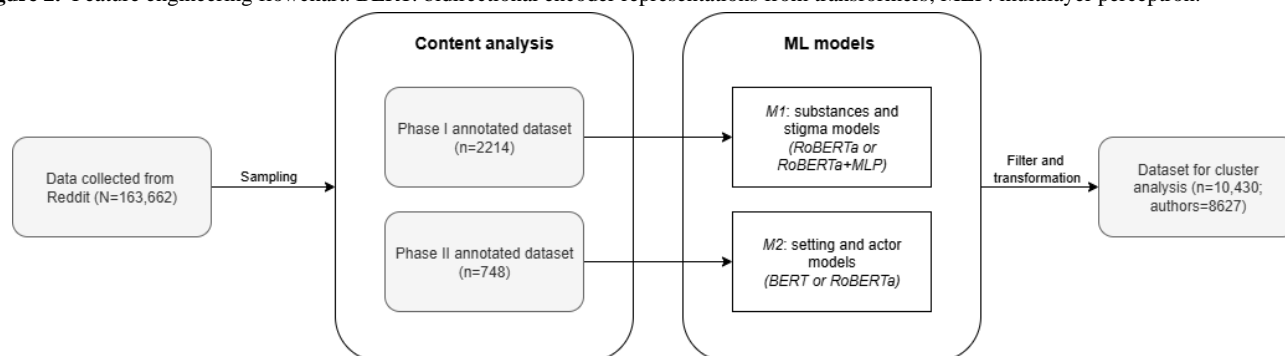 Figure 2. Feature engineering flowchart. BERT: bidirectional encoder representations from transformers; MLP: multilayer perceptron.
Content analysis
ML models
Data collected from
Reddit (N=163,662)
Sampling
Phase I annotated dataset
(n=2214)
Phase II annotated dataset
(n=748)
M1: substances and
stigma models
(RoBERTa or
RoBERTa+MLP)
M2: setting and actor
models
(BERT or RoBERTa)
Filter and
transformation
Dataset for cluster
analysis (n=10,430;
authors=8627)